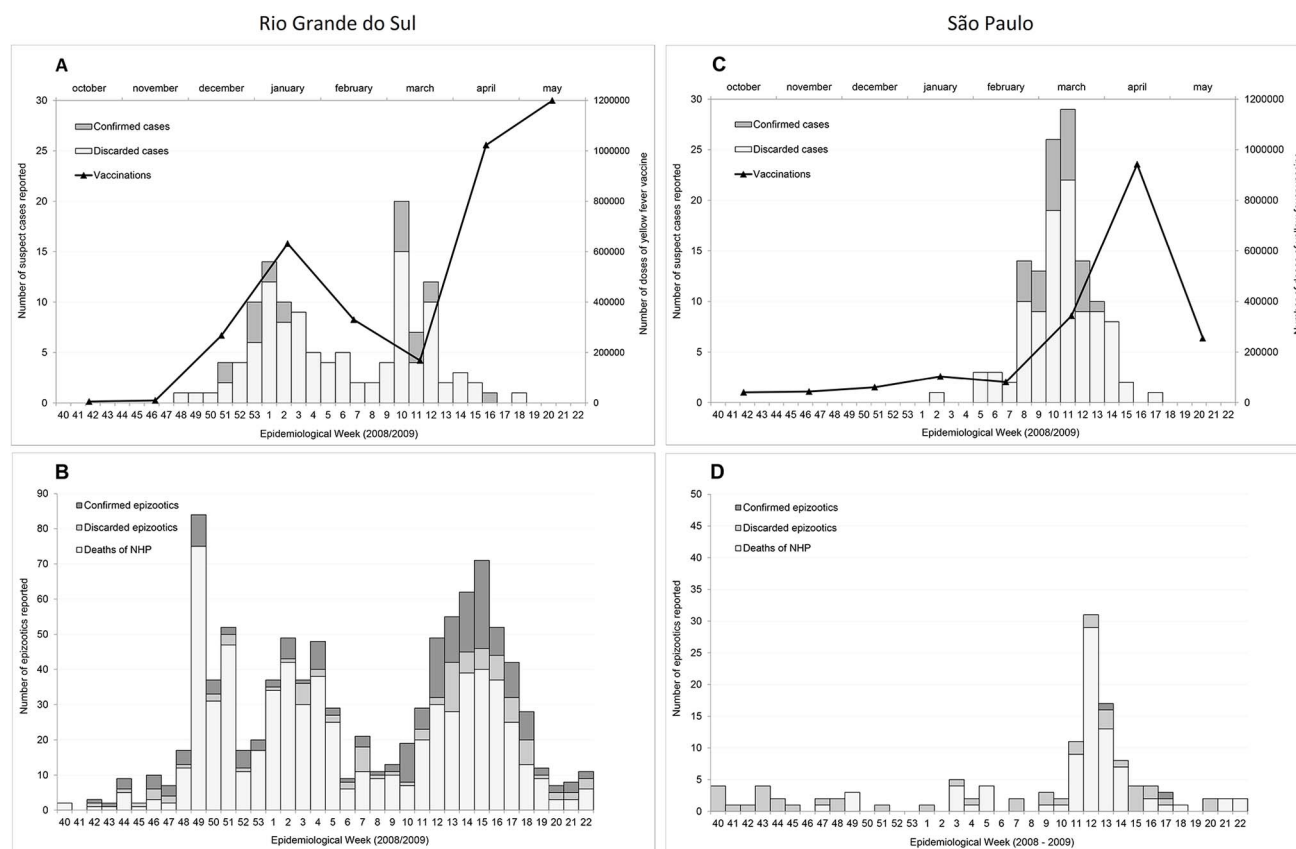 Rio Grande do Sul
A
october november december january february march april may
30
25
20
15
10
5
0
Number of suspect cases reported
Confirmed cases
Discarded cases
Vaccinations
1200000
1000000
800000
600000
400000
200000
0
Number of doses of yellow fever vaccine
40 41 42 43 44 45 46 47 48 49 50 51 52 53 1 2 3 4 5 6 7 8 9 10 11 12 13 14 15 16 17 18 19 20 21 22
Epidemiological Week (2008/2009)
B
90
80
70
60
50
40
30
20
10
0
Number of epizootics reported
Confirmed epizootics
Discarded epizootics
Deaths of NHP
40 41 42 43 44 45 46 47 48 49 50 51 52 53 1 2 3 4 5 6 7 8 9 10 11 12 13 14 15 16 17 18 19 20 21 22
Epidemiological Week (2008/2009)
São Paulo
C
october november december january february march april may
30
25
20
15
10
5
0
Number of suspect cases reported
Confirmed cases
Discarded cases
Vaccinations
1200000
1000000
800000
600000
400000
200000
0
40 41 42 43 44 45 46 47 48 49 50 51 52 53 1 2 3 4 5 6 7 8 9 10 11 12 13 14 15 16 17 18 19 20 21 22
Epidemiological Week (2008/2009)
D
50
45
40
35
30
25
20
15
10
5
0
Number of epizootics reported
Confirmed epizootics
Discarded epizootics
Deaths of NHP
40 41 42 43 44 45 46 47 48 49 50 51 52 53 1 2 3 4 5 6 7 8 9 10 11 12 13 14 15 16 17 18 19 20 21 22
Epidemiological Week (2008 - 2009)